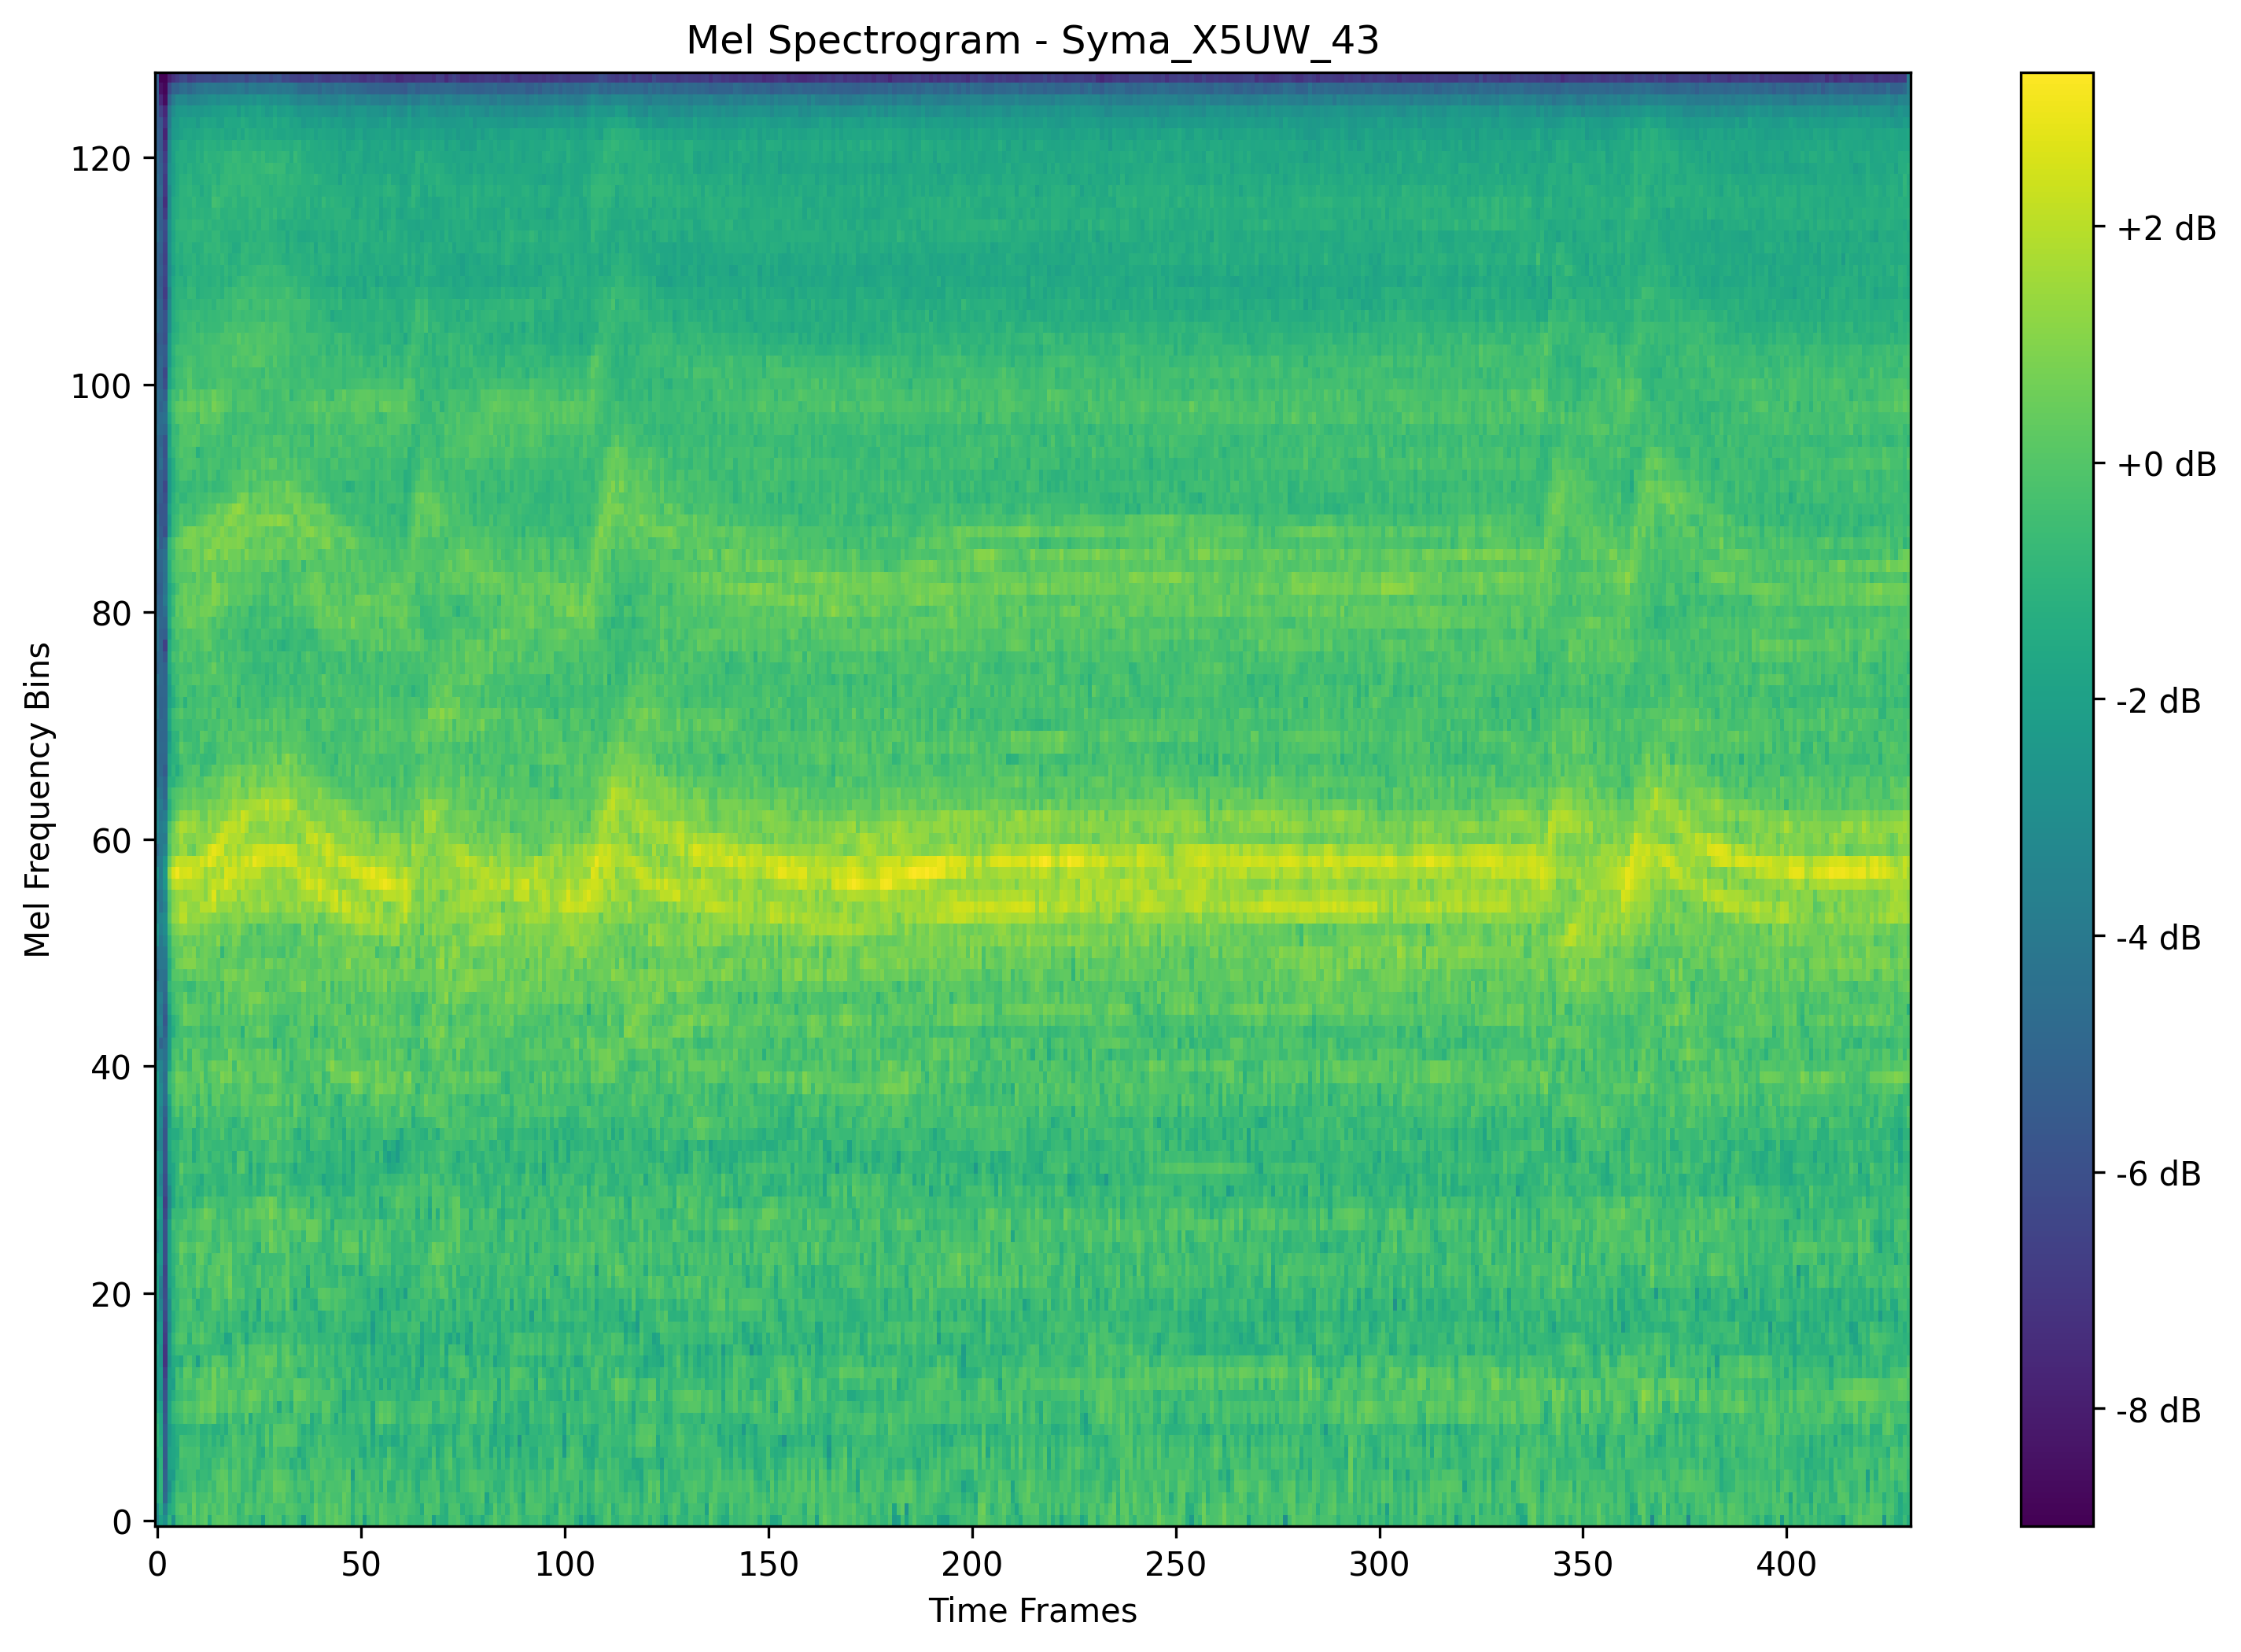 Mel Spectrogram - Syma_X5UW_43
Mel Frequency Bins
120
100
80
60
40
20
0
0 50 100 150 200 250 300 350 400
Time Frames
+2 dB
+0 dB
-2 dB
-4 dB
-6 dB
-8 dB